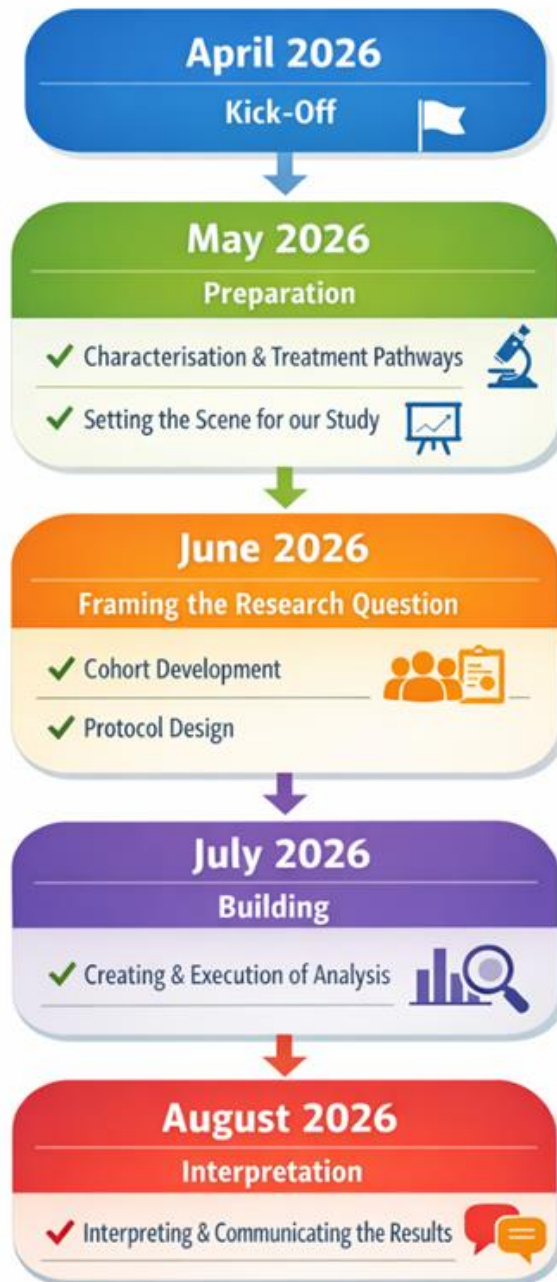 April 2026
Kick-Off
May 2026
Preparation
Characterisation & Treatment Pathways
Setting the Scene for our Study
June 2026
Framing the Research Question
Cohort Development
Protocol Design
July 2026
Building
Creating & Execution of Analysis
August 2026
Interpretation
Interpreting & Communicating the Results